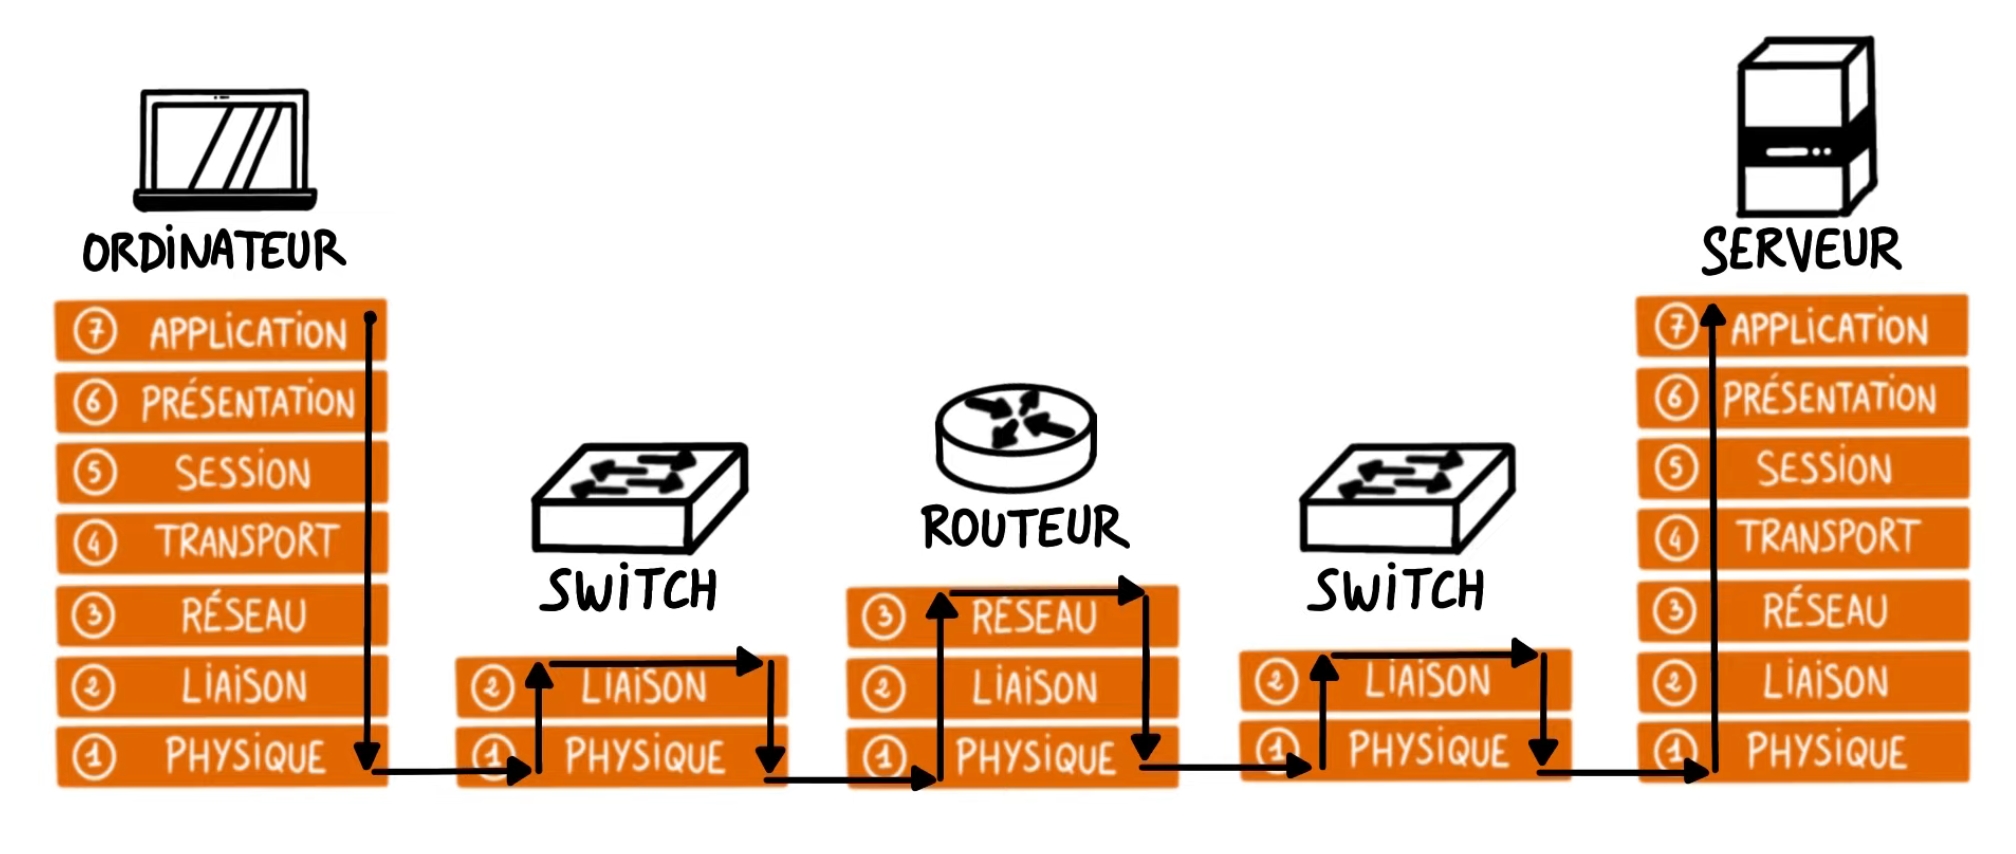 ORDiNATEUR
7 APPLiCATiON
6 PRÉSENTATiON
5 SESSiON
4 TRANSPORT
3 RÉSEAU
2 LiAiSON
1 PHYSiQUE
SWiTCH
2 LiAiSON
1 PHYSiQUE
ROUTEUR
3 RÉSEAU
2 LiAiSON
1 PHYSiQUE
SWiTCH
2 LiAiSON
1 PHYSiQUE
SERVEUR
7 APPLiCATiON
6 PRÉSENTATiON
5 SESSiON
4 TRANSPORT
3 RÉSEAU
2 LiAiSON
1 PHYSiQUE